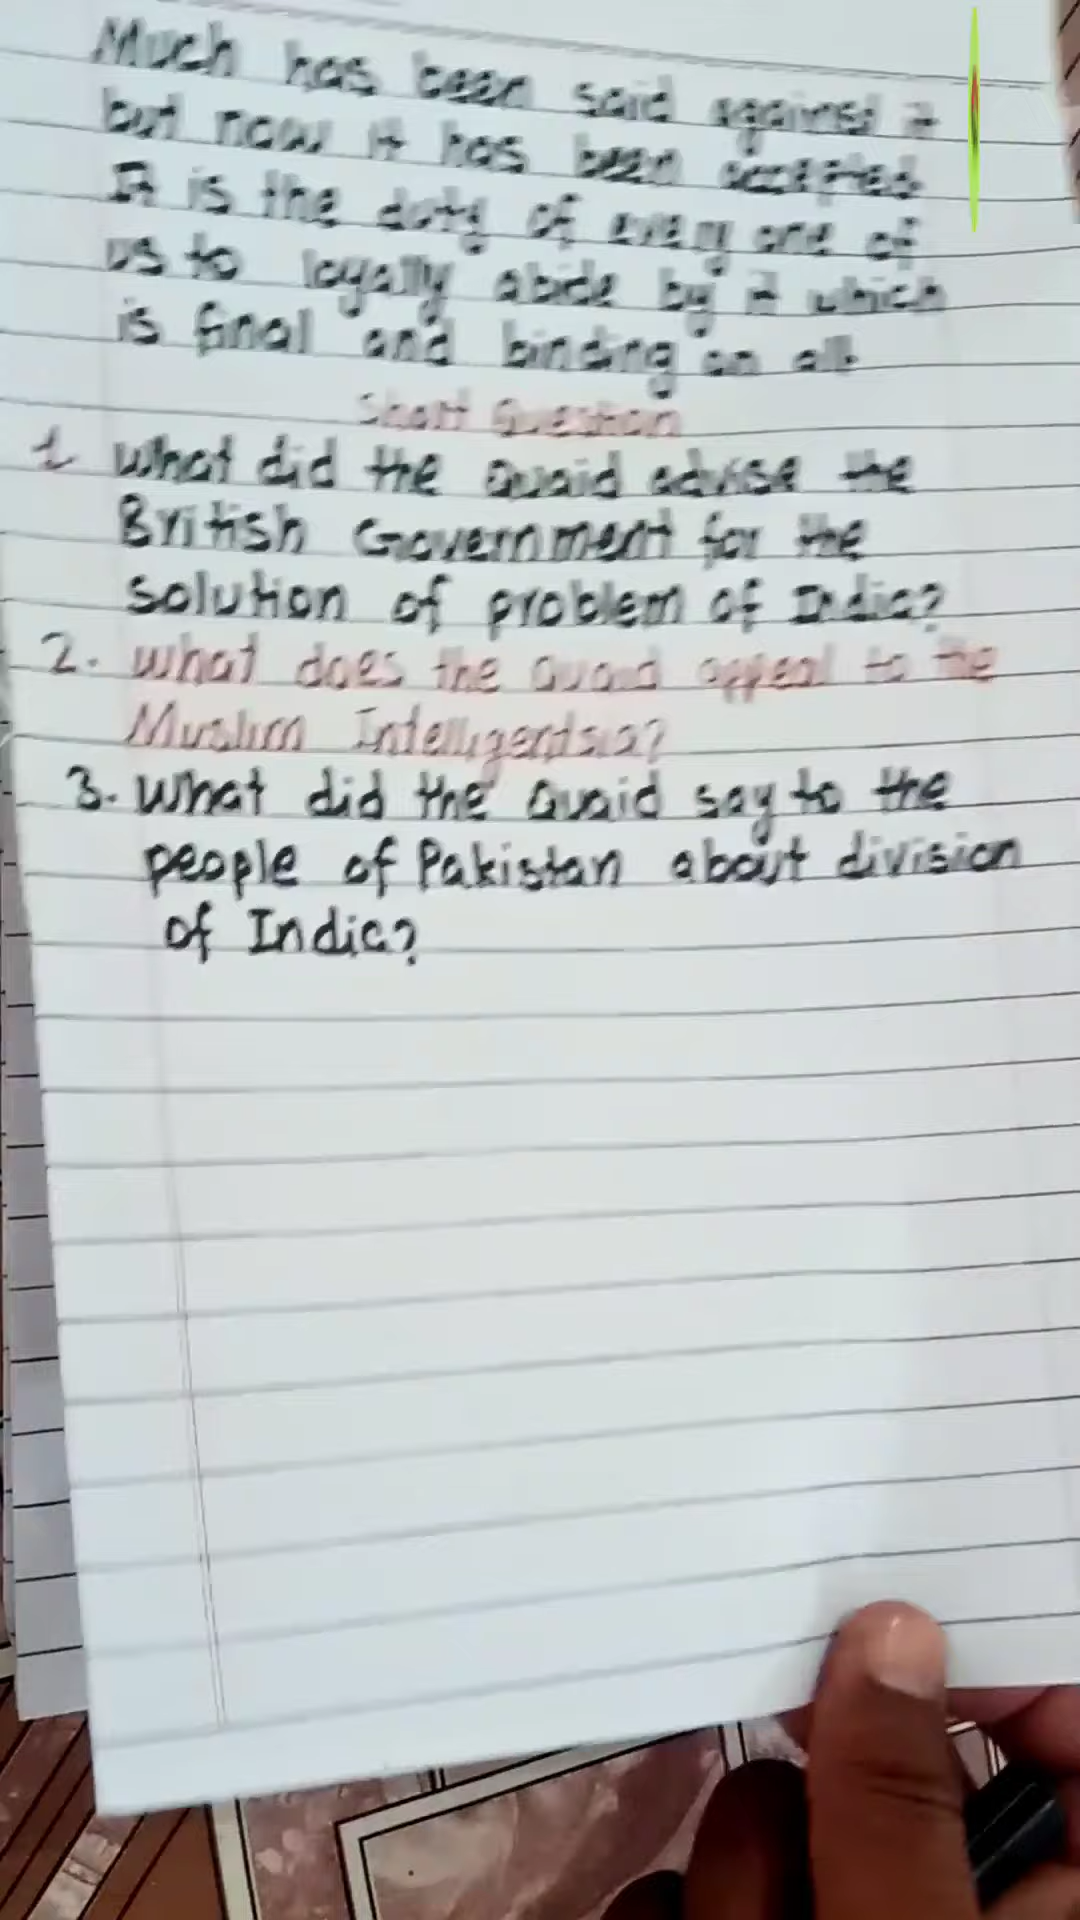 Much has been said against it
but now it has been accepted
It is the duty of every one of
us to loyally abide by it which
is final and binding on all
Short Question
1 What did the Quaid advise the
British Government for the
solution of problem of India?
2. What does the Quaid appeal to the
Muslim Intelligentsia?
3. What did the Quaid say to the
people of Pakistan about division
of India?